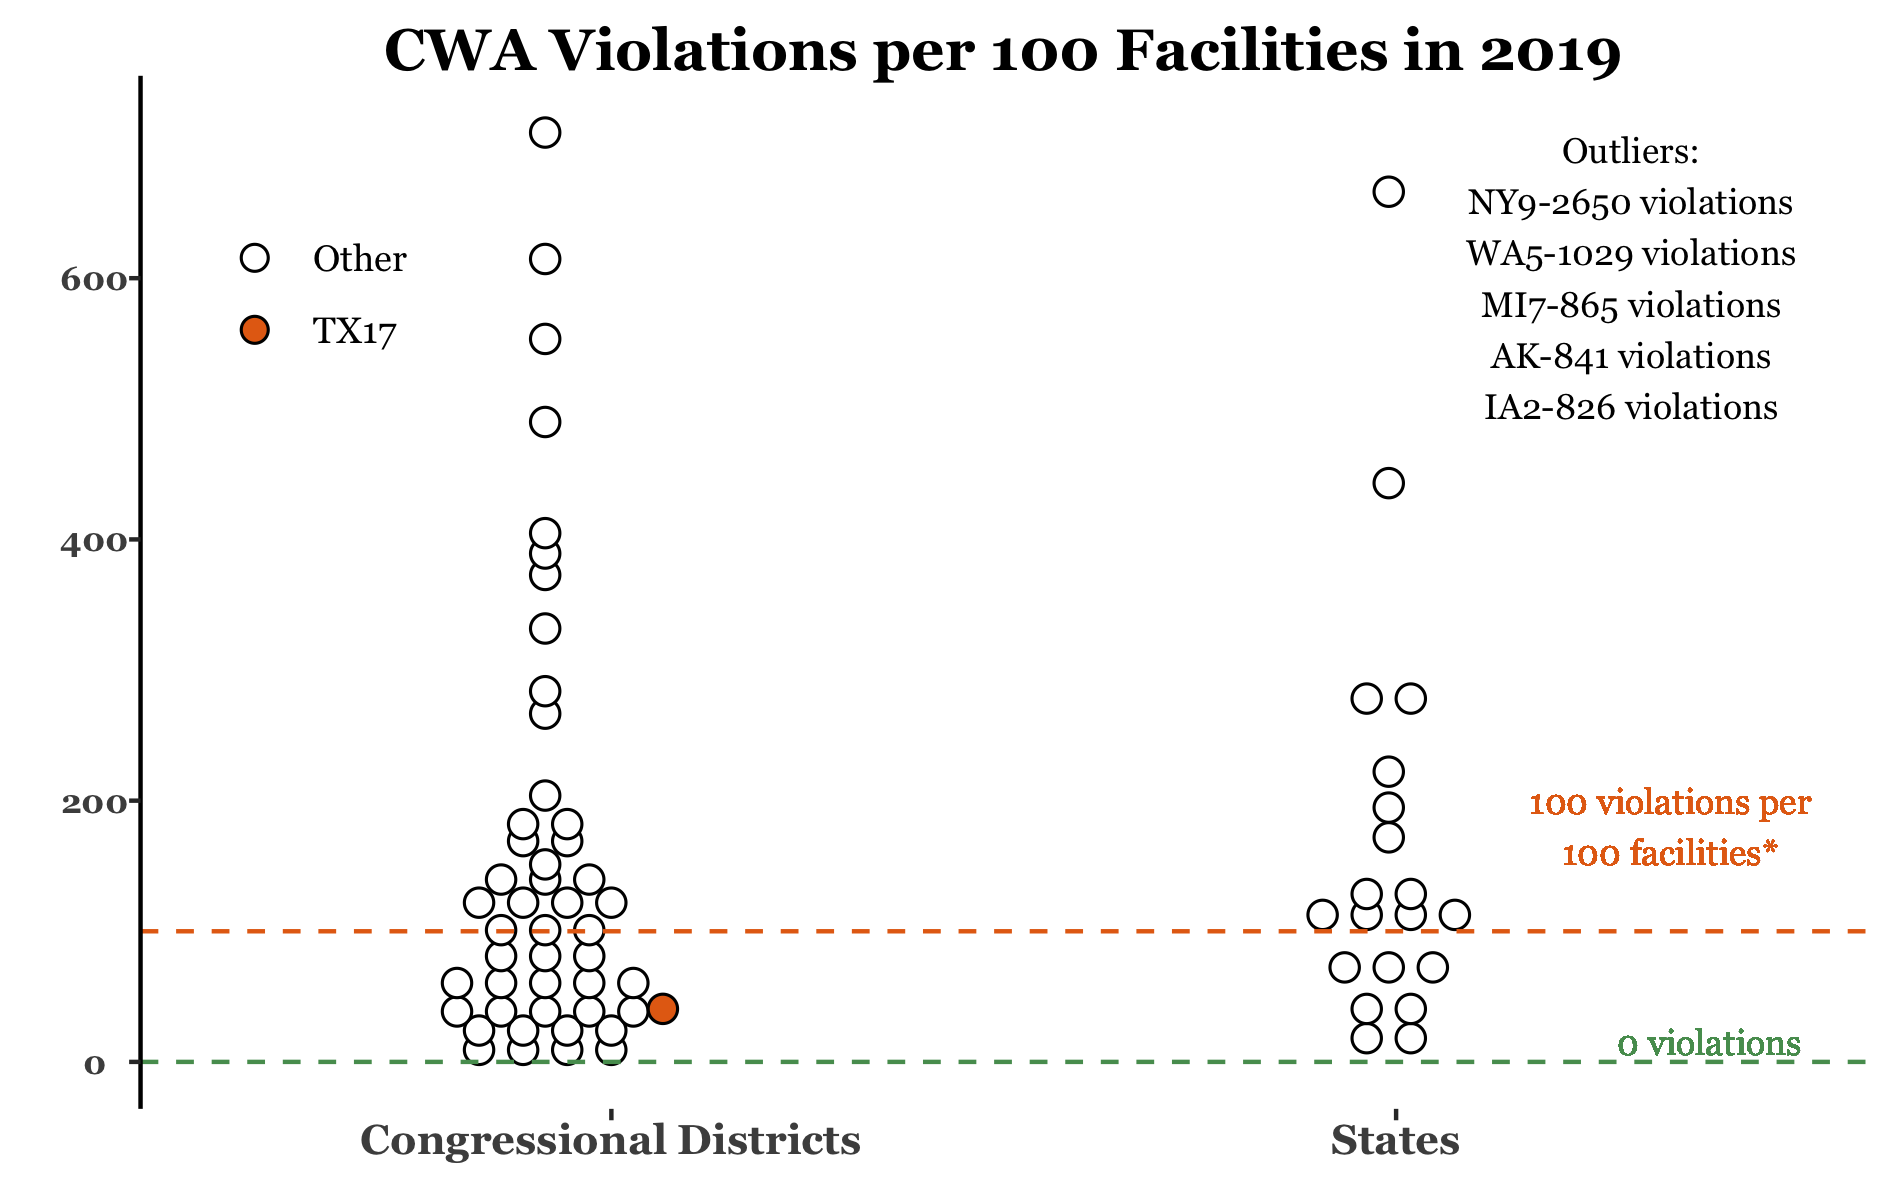 CWA Violations per 100 Facilities in 2019
Outliers:
NY9-2650 violations
WA5-1029 violations
MI7-865 violations
AK-841 violations
IA2-826 violations
Other
TX17
600
400
200
0
100 violations per
100 facilities*
0 violations
Congressional Districts
States